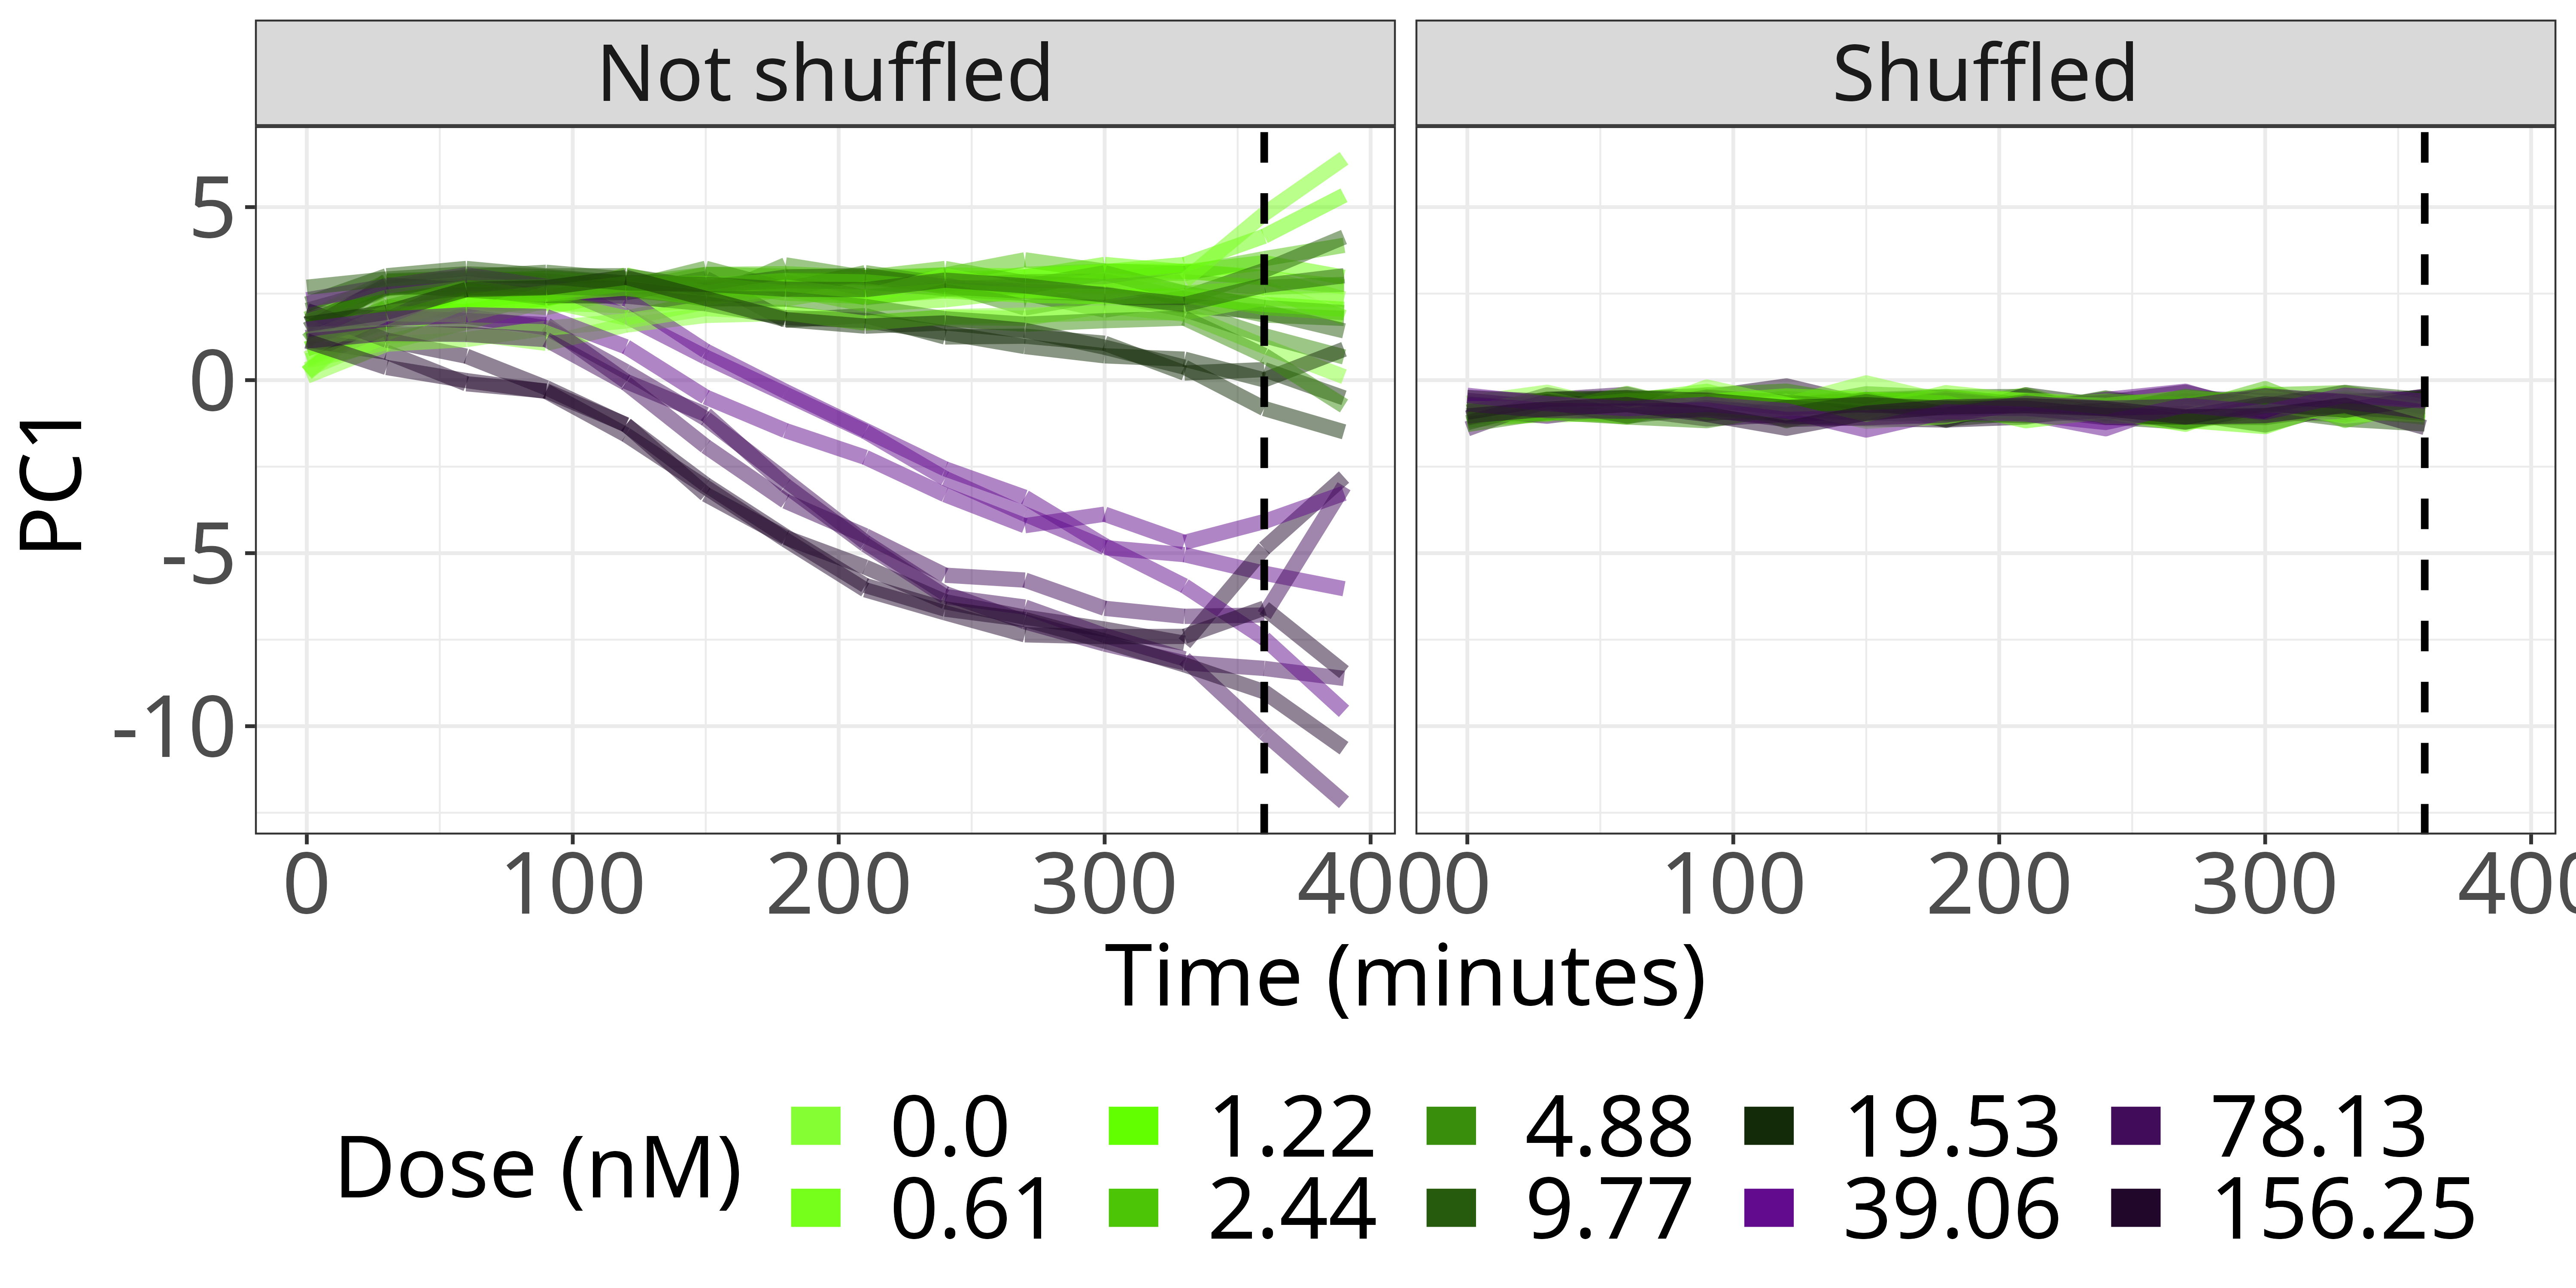 Not shuffled Shuffled
PC1
5
0
-5
-10
0 100 200 300 400 0 100 200 300 400
Time (minutes)
Dose (nM)
0.0 1.22 4.88 19.53 78.13
0.61 2.44 9.77 39.06 156.25